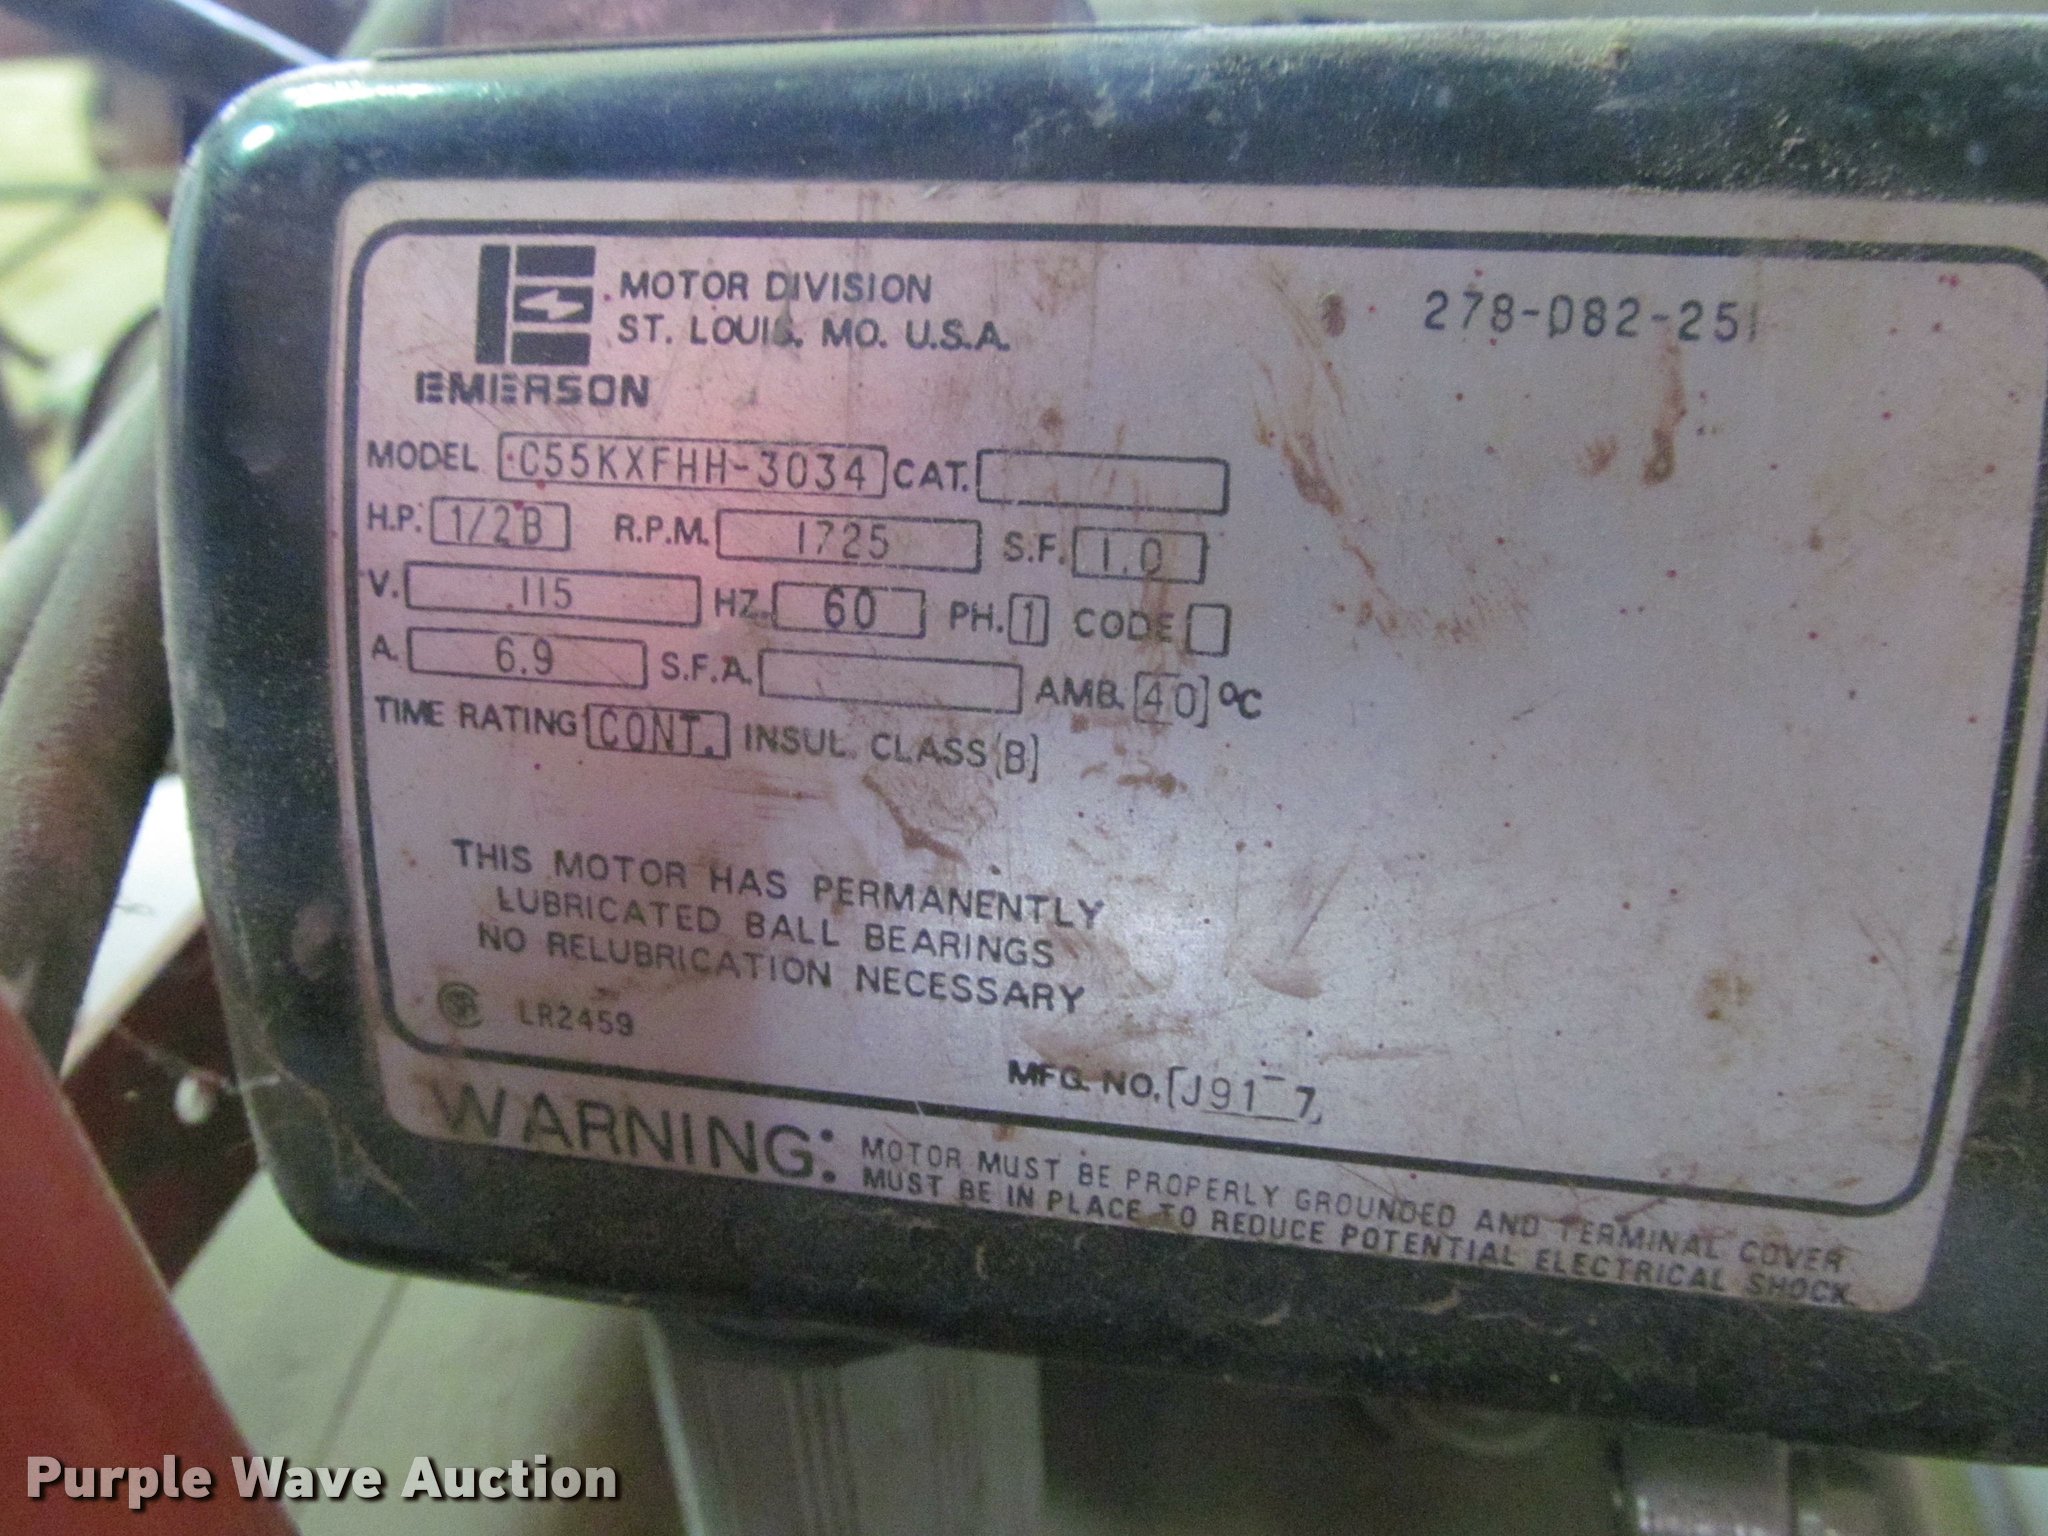 MOTOR DIVISION
ST. LOUIS, MO. U.S.A.
EMERSON
278-082-251
MODEL C55KXFHH-3034 CAT.
H.P. 1/2B R.P.M. 1725 S.F. 1.0
V. 115 HZ. 60 PH. 1 CODE
A. 6.9 S.F.A. AMB. 40 °C
TIME RATING CONT. INSUL. CLASS B
THIS MOTOR HAS PERMANENTLY
LUBRICATED BALL BEARINGS
NO RELUBRICATION NECESSARY
LR2459
MFG. NO. J91 7
WARNING: MOTOR MUST BE PROPERLY GROUNDED AND TERMINAL COVER
MUST BE IN PLACE TO REDUCE POTENTIAL ELECTRICAL SHOCK.
Purple Wave Auction